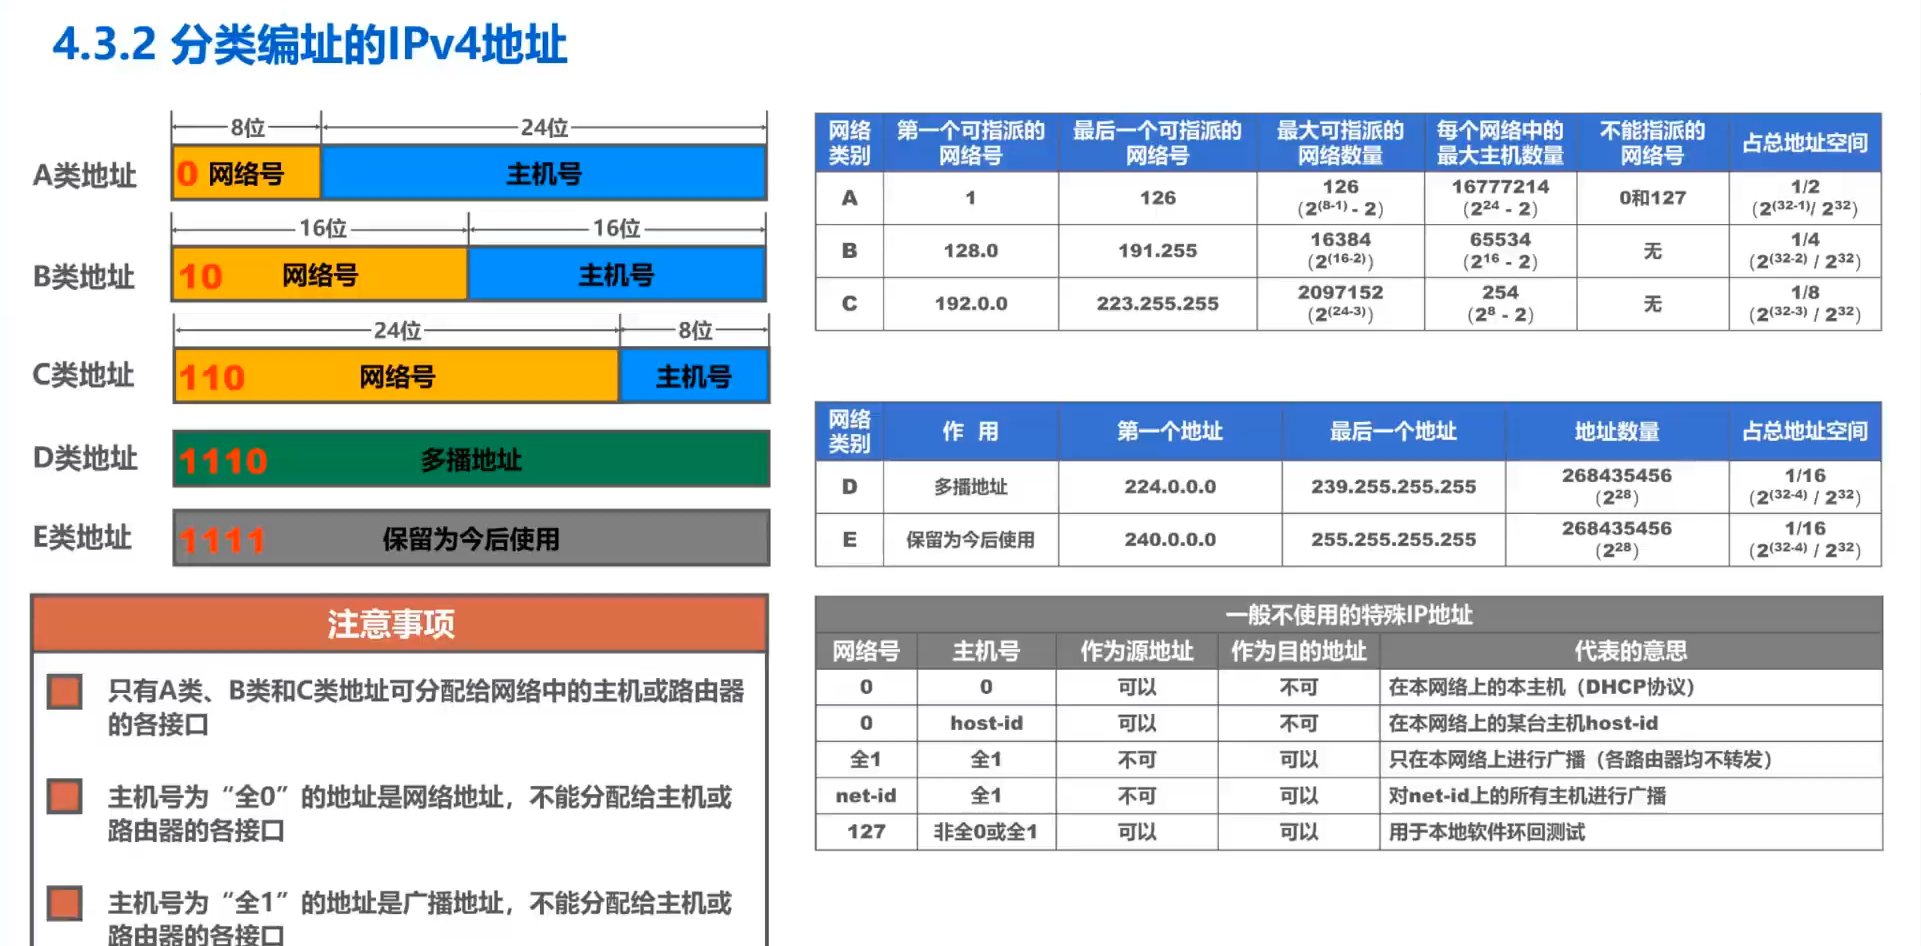 4.3.2 分类编址的IPv4地址
8位 24位
A类地址 0 网络号 主机号
16位 16位
B类地址 10 网络号 主机号
24位 8位
C类地址 110 网络号 主机号
D类地址 1110 多播地址
E类地址 1111 保留为今后使用
注意事项
只有A类、B类和C类地址可分配给网络中的主机或路由器
的各接口
主机号为“全0”的地址是网络地址，不能分配给主机或
路由器的各接口
主机号为“全1”的地址是广播地址，不能分配给主机或
路由器的各接口
网络类别 第一个可指派的网络号 最后一个可指派的网络号 最大可指派的网络数量 每个网络中的最大主机数量 不能指派的网络号 占总地址空间
A 1 126 126 (2^(8-1) - 2) 16777214 (2^24 - 2) 0和127 1/2 (2^(32-1)/ 2^32)
B 128.0 191.255 16384 (2^(16-2)) 65534 (2^16 - 2) 无 1/4 (2^(32-2) / 2^32)
C 192.0.0 223.255.255 2097152 (2^(24-3)) 254 (2^8 - 2) 无 1/8 (2^(32-3) / 2^32)
网络类别 作 用 第一个地址 最后一个地址 地址数量 占总地址空间
D 多播地址 224.0.0.0 239.255.255.255 268435456 (2^28) 1/16 (2^(32-4) / 2^32)
E 保留为今后使用 240.0.0.0 255.255.255.255 268435456 (2^28) 1/16 (2^(32-4) / 2^32)
一般不使用的特殊IP地址
网络号 主机号 作为源地址 作为目的地址 代表的意思
0 0 可以 不可 在本网络上的本主机（DHCP协议）
0 host-id 可以 不可 在本网络上的某台主机host-id
全1 全1 不可 可以 只在本网络上进行广播（各路由器均不转发）
net-id 全1 不可 可以 对net-id上的所有主机进行广播
127 非全0或全1 可以 可以 用于本地软件环回测试